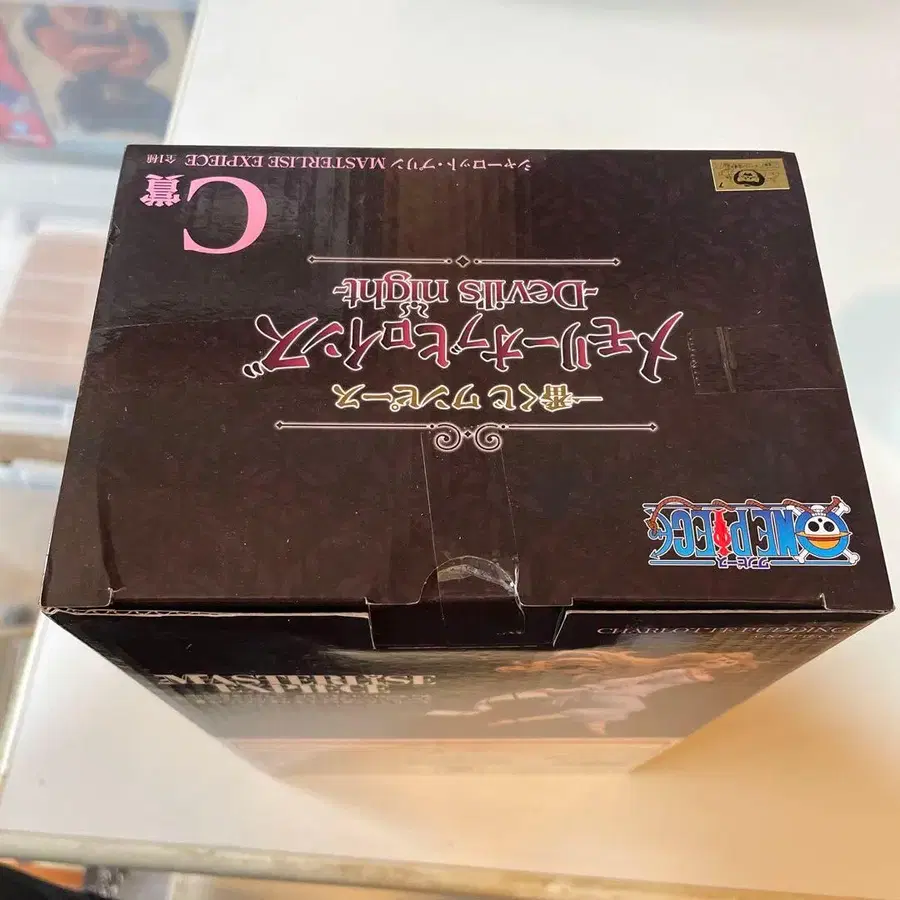 ONE PIECE
ワンピース
一番くじ ワンピース
メモリーオブヒロインズ
-Devil's night-
C賞
シャーロット・プリン MASTERLISE EXPIECE 全1種
CHARLOTTE PUDDING
MASTERLISE
EXPIECE